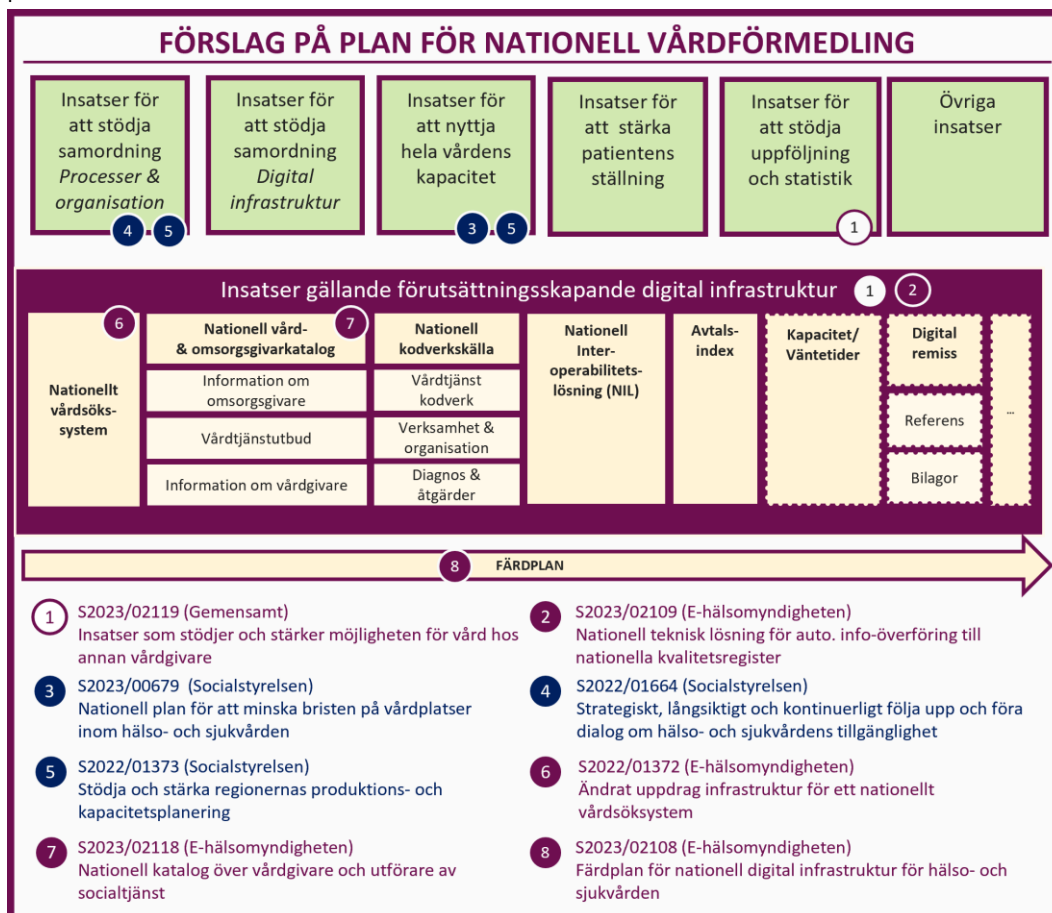 FÖRSLAG PÅ PLAN FÖR NATIONELL VÅRDFÖRMEDLING
Insatser för
att stödja
samordning
Processer &
organisation
4 5
Insatser för
att stödja
samordning
Digital
infrastruktur
Insatser för
att nyttja
hela vårdens
kapacitet
3 5
Insatser för
att stärka
patientens
ställning
Insatser för
att stödja
uppföljning
och statistik
1
Övriga
insatser
Insatser gällande förutsättningsskapande digital infrastruktur 1 2
6
Nationellt
vårdsöks-
system
7
Nationell vård-
& omsorgsgivarkatalog
Information om
omsorgsgivare
Vårdtjänstutbud
Information om vårdgivare
Nationell
kodverkskälla
Vårdtjänst
kodverk
Verksamhet &
organisation
Diagnos &
åtgärder
Nationell
Inter-
operabilitets-
lösning (NIL)
Avtals-
index
Kapacitet/
Väntetider
Digital
remiss
Referens
Bilagor
...
8 FÄRDPLAN
1 S2023/02119 (Gemensamt)
Insatser som stödjer och stärker möjligheten för vård hos
annan vårdgivare
2 S2023/02109 (E-hälsomyndigheten)
Nationell teknisk lösning för auto. info-överföring till
nationella kvalitetsregister
3 S2023/00679 (Socialstyrelsen)
Nationell plan för att minska bristen på vårdplatser
inom hälso- och sjukvården
4 S2022/01664 (Socialstyrelsen)
Strategiskt, långsiktigt och kontinuerligt följa upp och föra
dialog om hälso- och sjukvårdens tillgänglighet
5 S2022/01373 (Socialstyrelsen)
Stödja och stärka regionernas produktions- och
kapacitetsplanering
6 S2022/01372 (E-hälsomyndigheten)
Ändrat uppdrag infrastruktur för ett nationellt
vårdsöksystem
7 S2023/02118 (E-hälsomyndigheten)
Nationell katalog över vårdgivare och utförare av
socialtjänst
8 S2023/02108 (E-hälsomyndigheten)
Färdplan för nationell digital infrastruktur för hälso- och
sjukvården